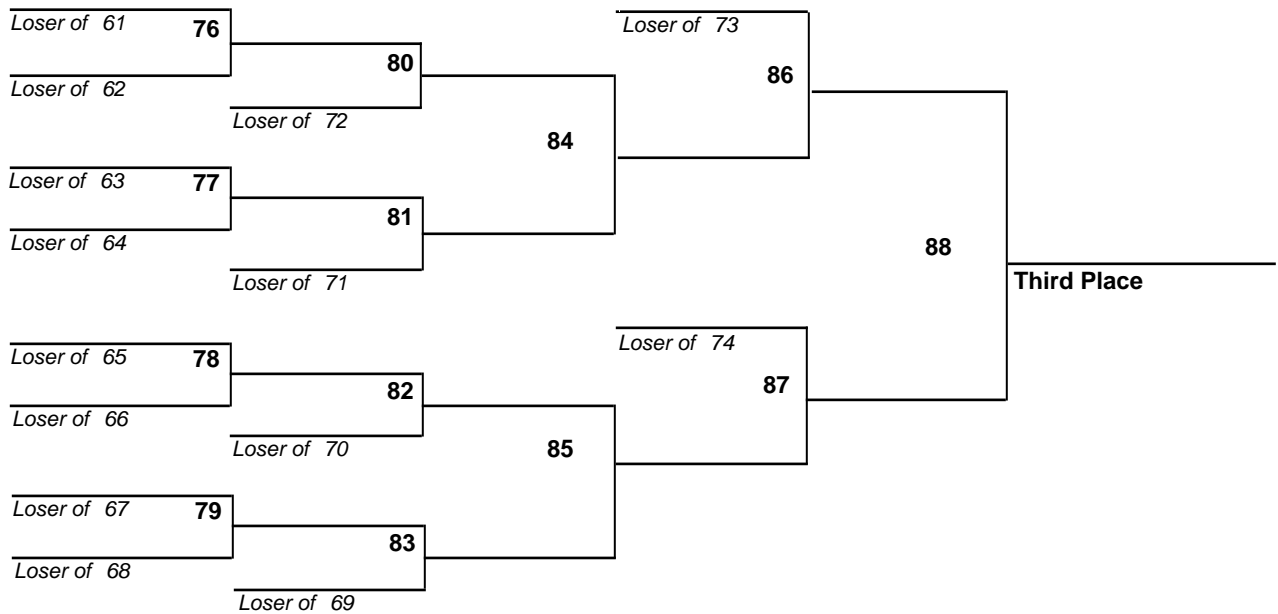 Loser of 61
76
Loser of 73
80
86
Loser of 62
Loser of 72
84
Loser of 63
77
81
Loser of 64
88
Loser of 71
Third Place
Loser of 74
Loser of 65
78
82
87
Loser of 66
Loser of 70
85
Loser of 67
79
83
Loser of 68
Loser of 69